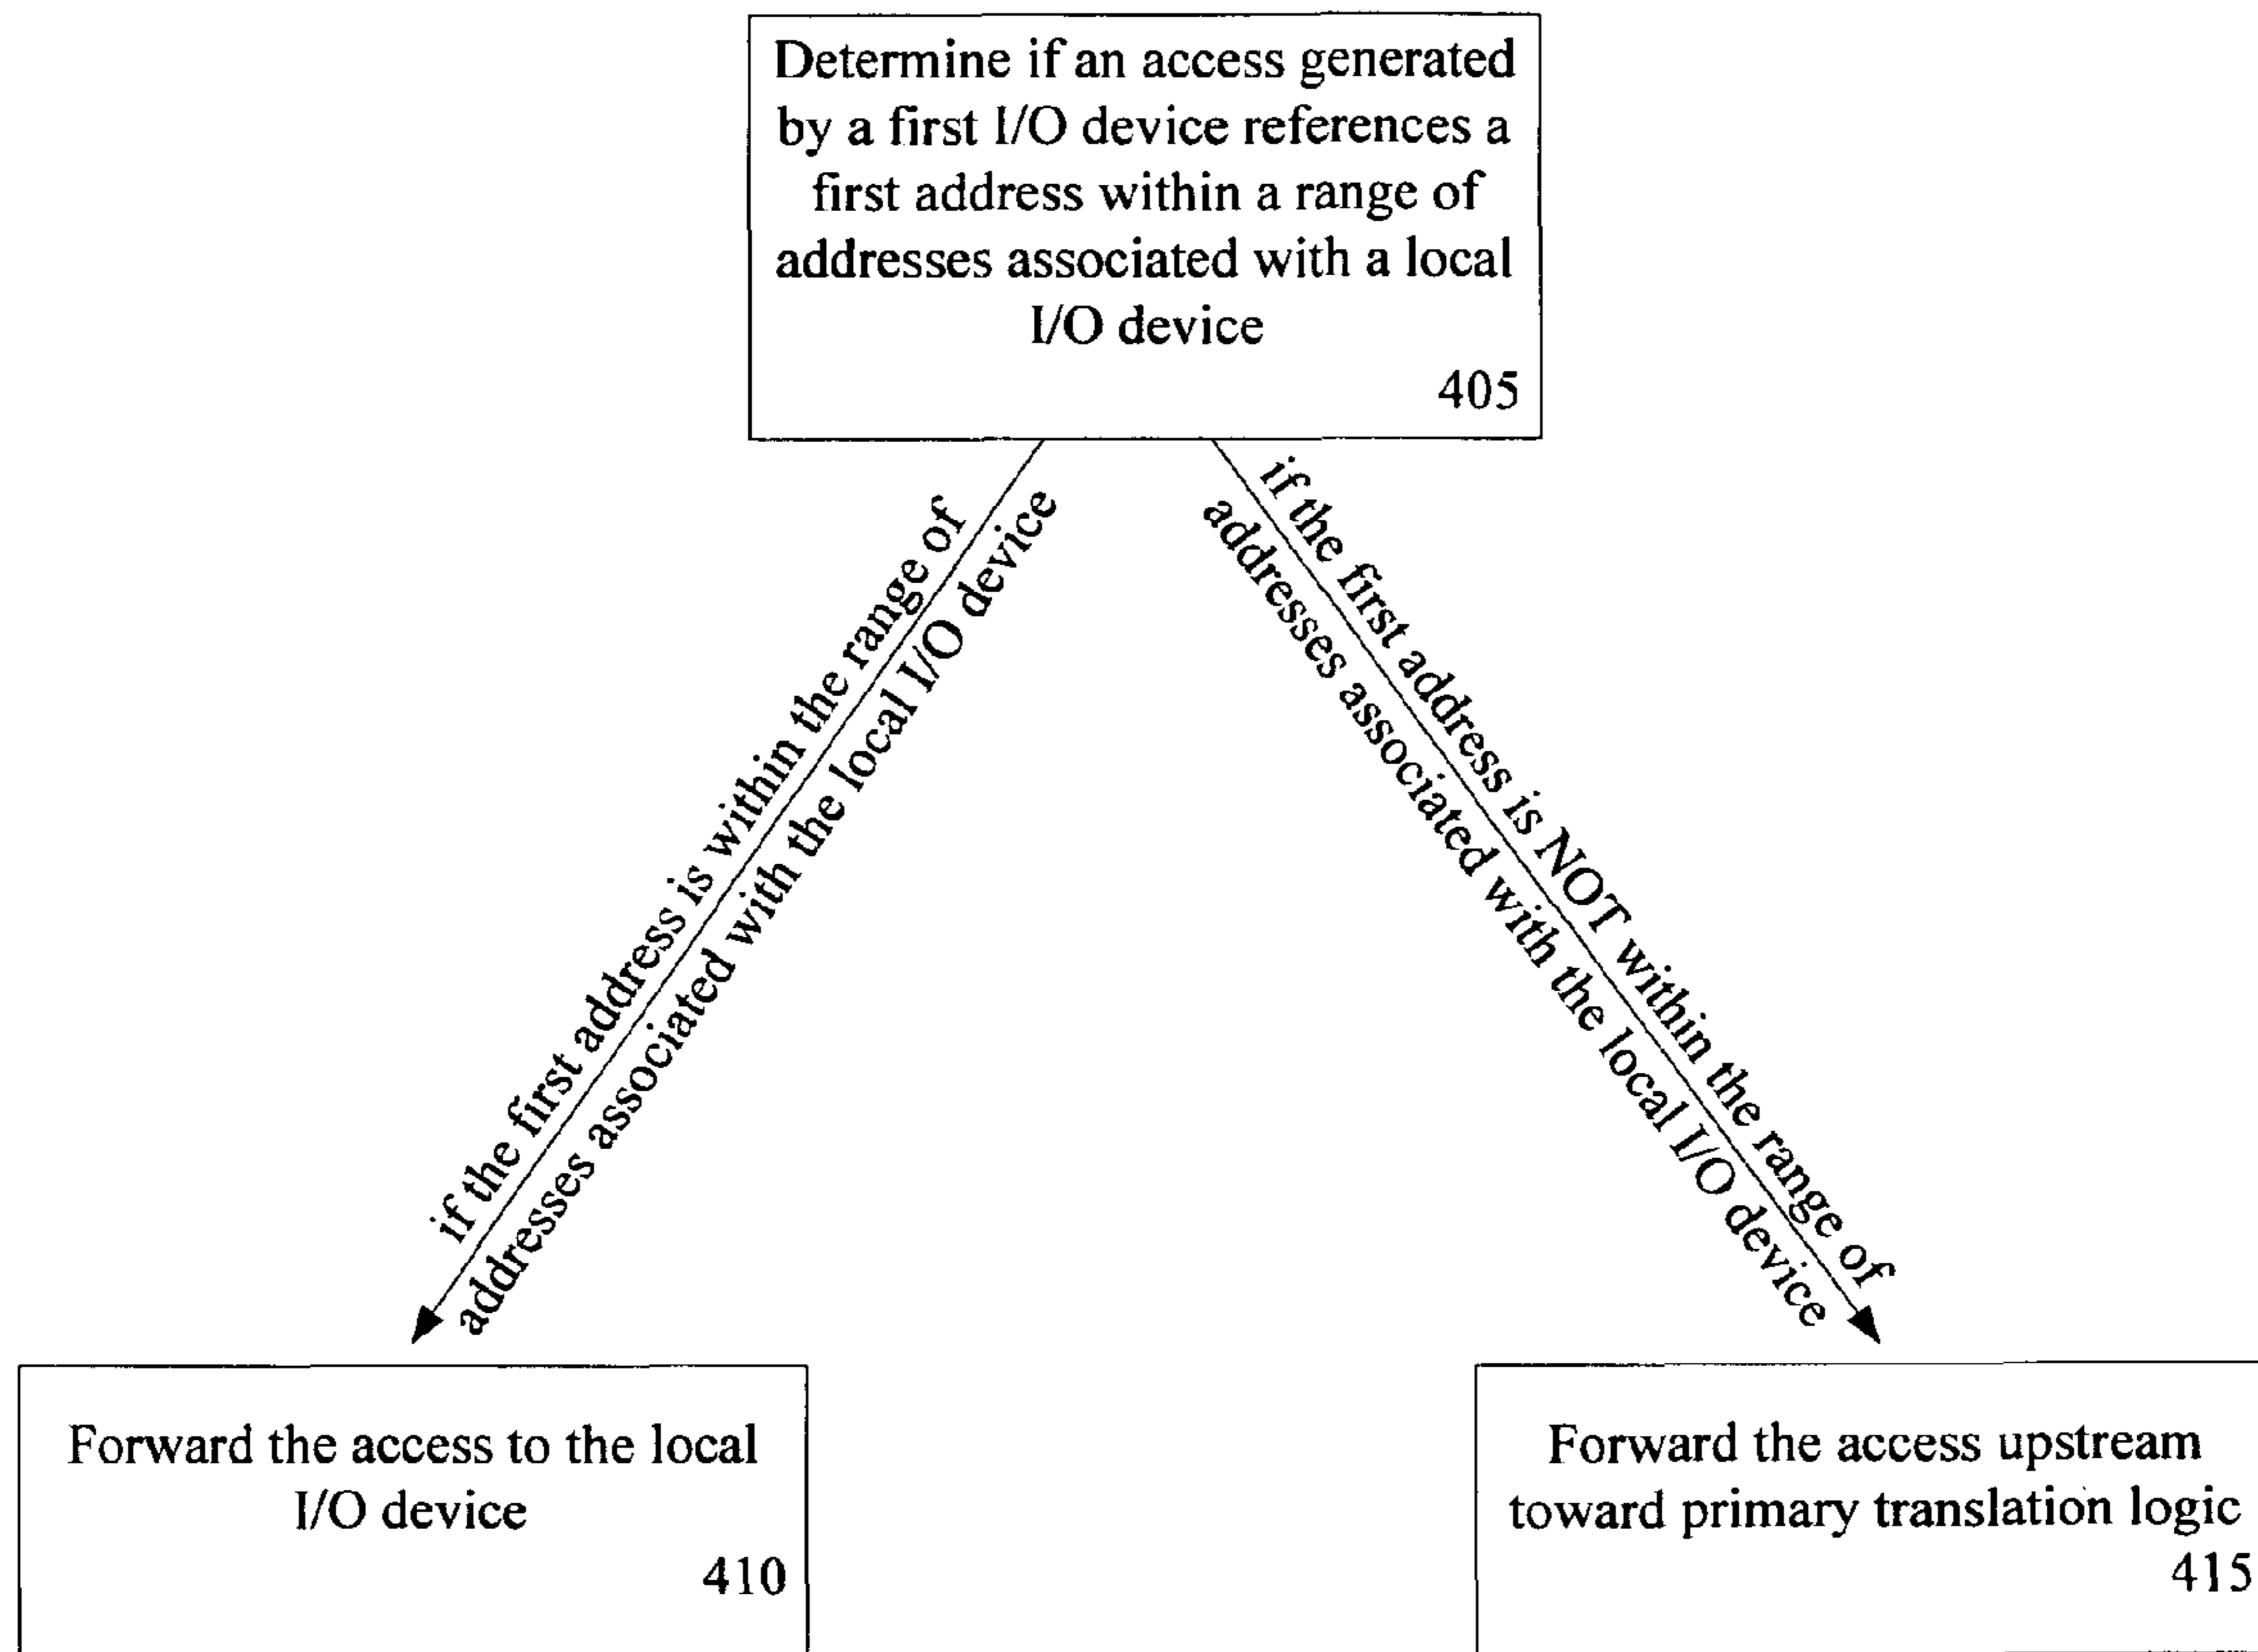 Determine if an access generated
by a first I/O device references a
first address within a range of
addresses associated with a local
I/O device
405
if the first address is within the range of
addresses associated with the local I/O device
if the first address is NOT within the range of
addresses associated with the local I/O device
Forward the access to the local
I/O device
410
Forward the access upstream
toward primary translation logic
415